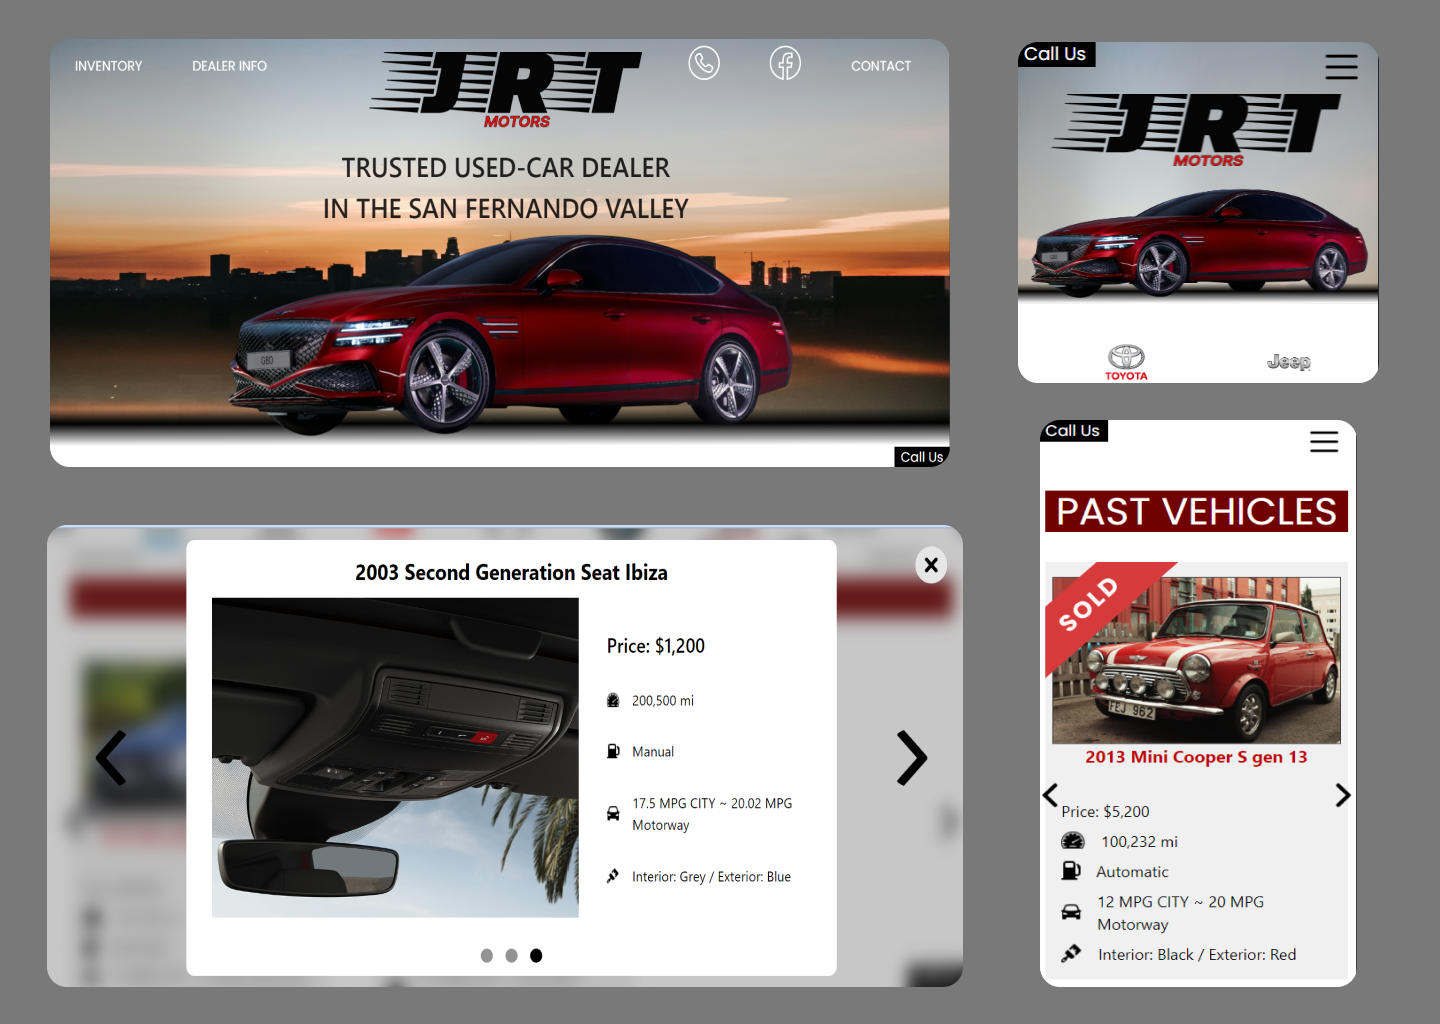 INVENTORY
DEALER INFO
JRT
MOTORS
CONTACT
TRUSTED USED-CAR DEALER
IN THE SAN FERNANDO VALLEY
G80
Call Us
Call Us
JRT
MOTORS
TOYOTA
Jeep
2003 Second Generation Seat Ibiza
Price: $1,200
200,500 mi
Manual
17.5 MPG CITY ~ 20.02 MPG
Motorway
Interior: Grey / Exterior: Blue
Call Us
PAST VEHICLES
SOLD
FEJ 962
2013 Mini Cooper S gen 13
Price: $5,200
100,232 mi
Automatic
12 MPG CITY ~ 20 MPG
Motorway
Interior: Black / Exterior: Red